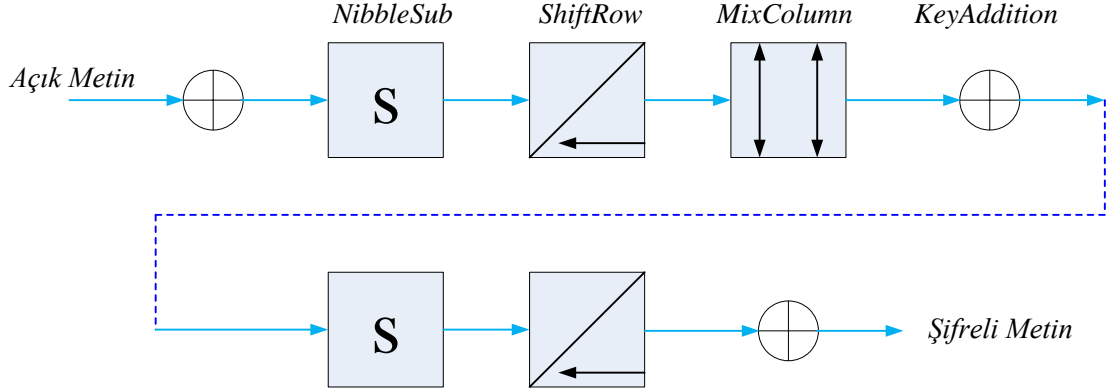 NibbleSub ShiftRow MixColumn KeyAddition
Açık Metin
S
S
Şifreli Metin